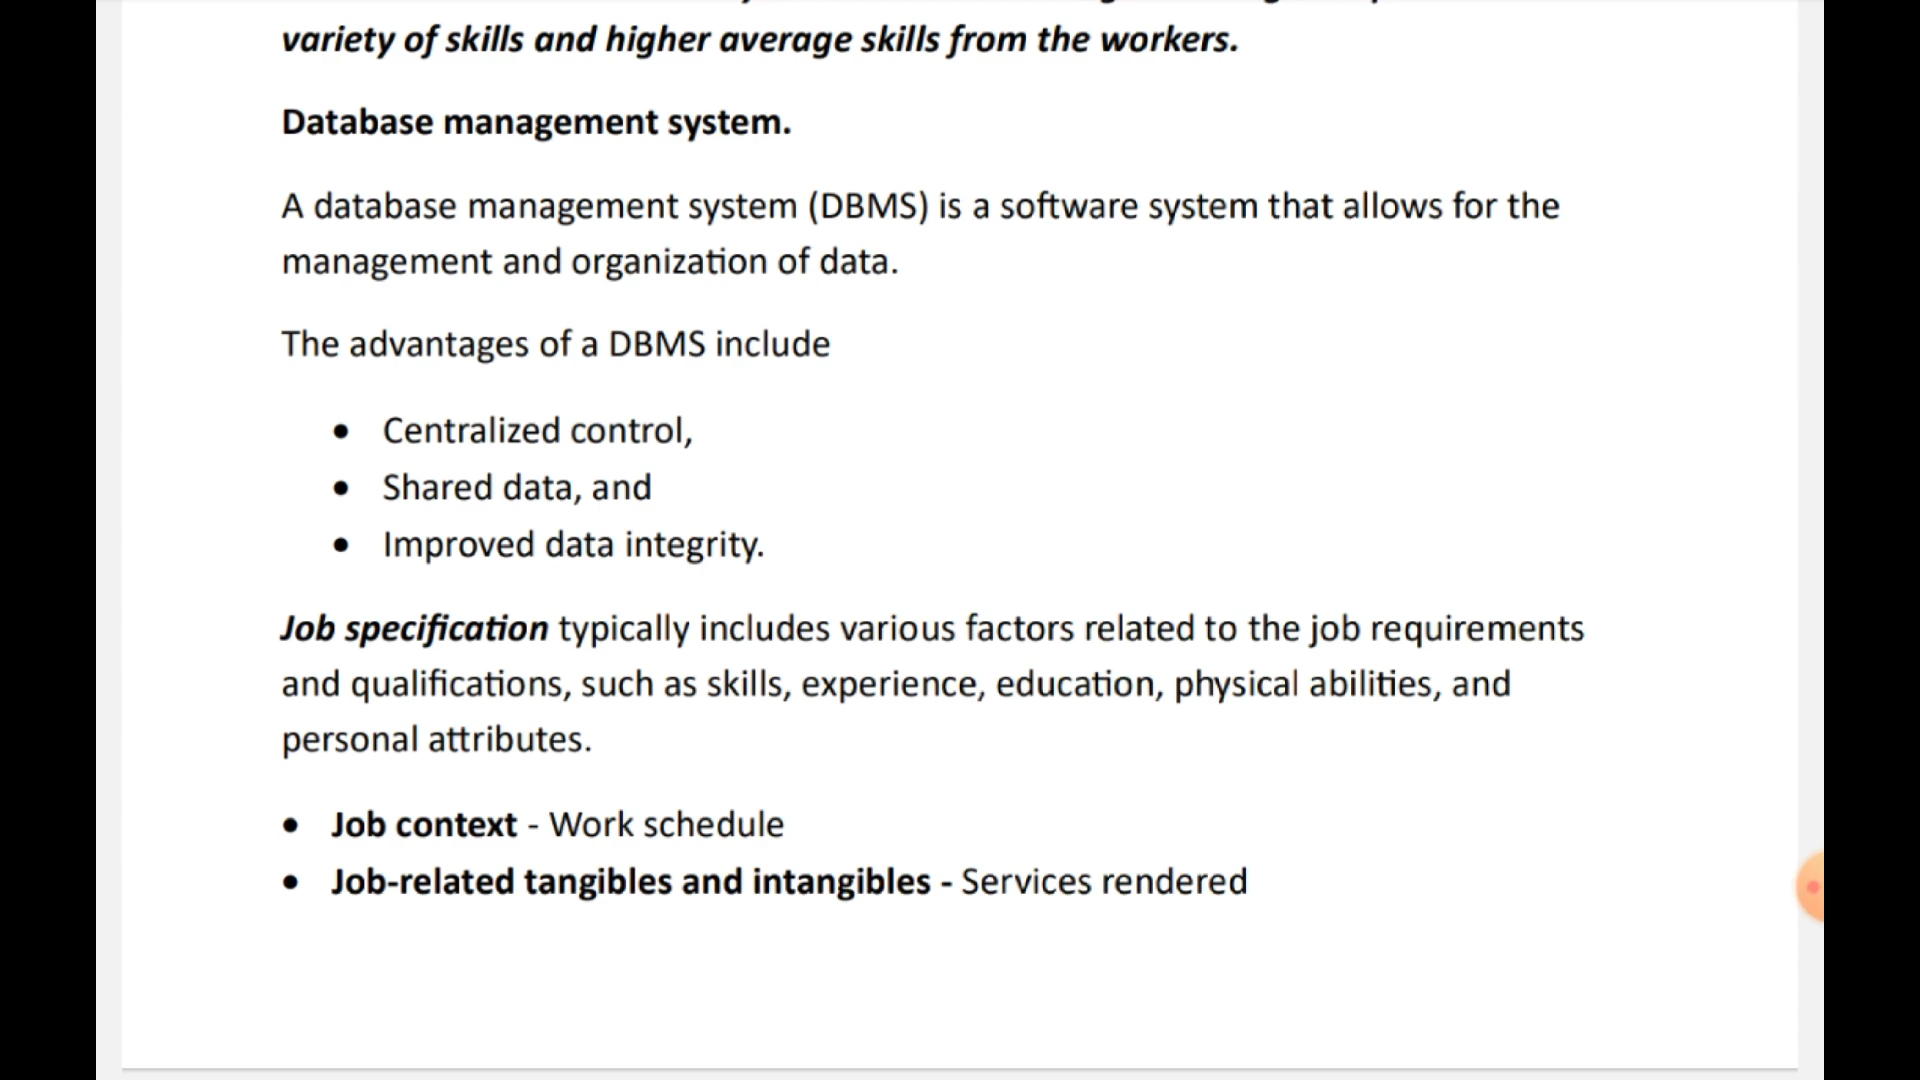 variety of skills and higher average skills from the workers.
Database management system.
A database management system (DBMS) is a software system that allows for the
management and organization of data.
The advantages of a DBMS include
• Centralized control,
• Shared data, and
• Improved data integrity.
Job specification typically includes various factors related to the job requirements
and qualifications, such as skills, experience, education, physical abilities, and
personal attributes.
• Job context - Work schedule
• Job-related tangibles and intangibles - Services rendered